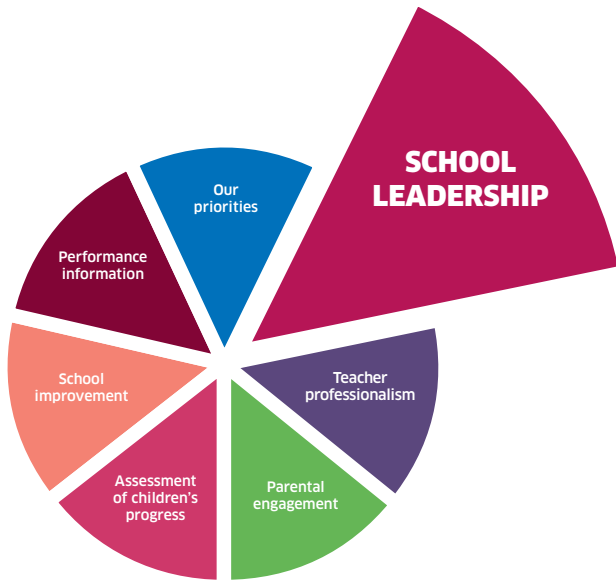 SCHOOL
LEADERSHIP
Our
priorities
Performance
information
School
improvement
Assessment
of children's
progress
Parental
engagement
Teacher
professionalism